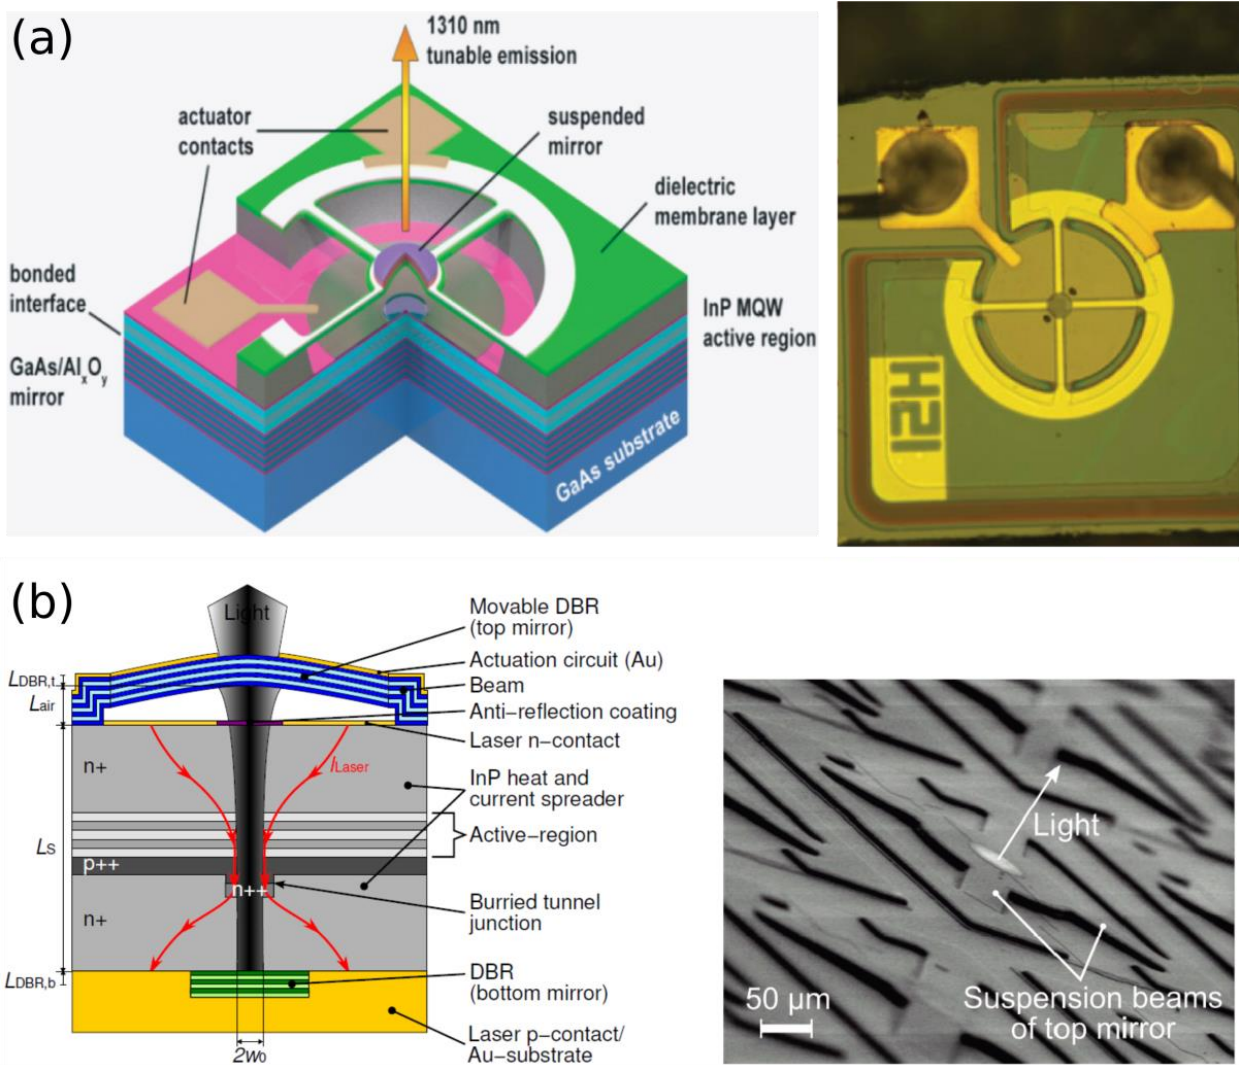 (a)
1310 nm
tunable emission
actuator
contacts
suspended
mirror
dielectric
membrane layer
bonded
interface
GaAs/AlxOy
mirror
InP MQW
active region
GaAs substrate
H21
(b)
Light
Movable DBR
(top mirror)
Actuation circuit (Au)
Beam
Anti-reflection coating
Laser n-contact
InP heat and
current spreader
Active-region
Burried tunnel
junction
DBR
(bottom mirror)
Laser p-contact/
Au-substrate
LDBR,t
Lair
LS
LDBR,b
n+
ILaser
p++
n++
n+
2w0
Light
50 µm
Suspension beams
of top mirror